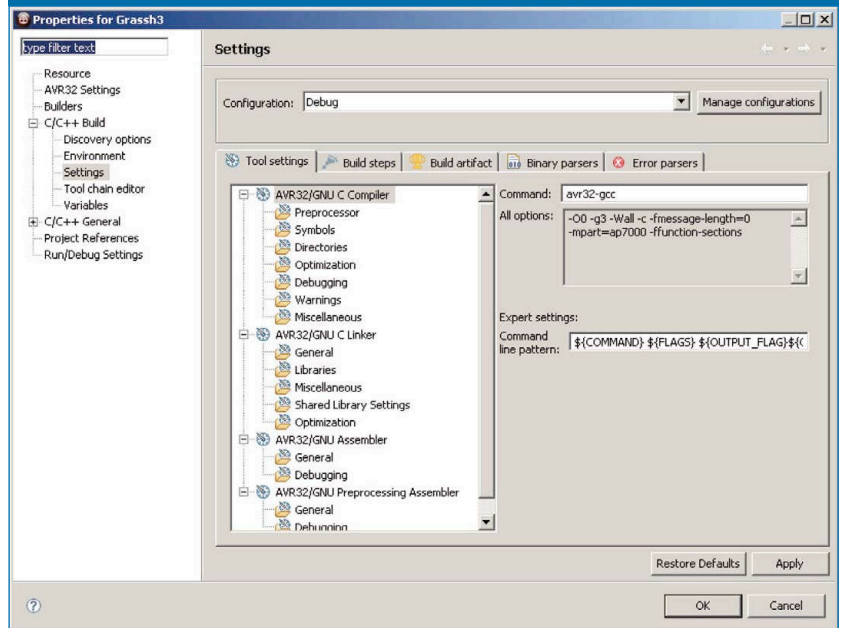 Properties for Grassh3
type filter text
Resource
AVR32 Settings
Builders
C/C++ Build
Discovery options
Environment
Settings
Tool chain editor
Variables
C/C++ General
Project References
Run/Debug Settings
Settings
Configuration: Debug
Manage configurations
Tool settings Build steps Build artifact Binary parsers Error parsers
AVR32/GNU C Compiler
Preprocessor
Symbols
Directories
Optimization
Debugging
Warnings
Miscellaneous
AVR32/GNU C Linker
General
Libraries
Miscellaneous
Shared Library Settings
Optimization
AVR32/GNU Assembler
General
Debugging
AVR32/GNU Preprocessing Assembler
General
Debugging
Command: avr32-gcc
All options: -O0 -g3 -Wall -c -fmessage-length=0
-mpart=ap7000 -ffunction-sections
Expert settings:
Command
line pattern: ${COMMAND} ${FLAGS} ${OUTPUT_FLAG}${(
Restore Defaults Apply
? OK Cancel